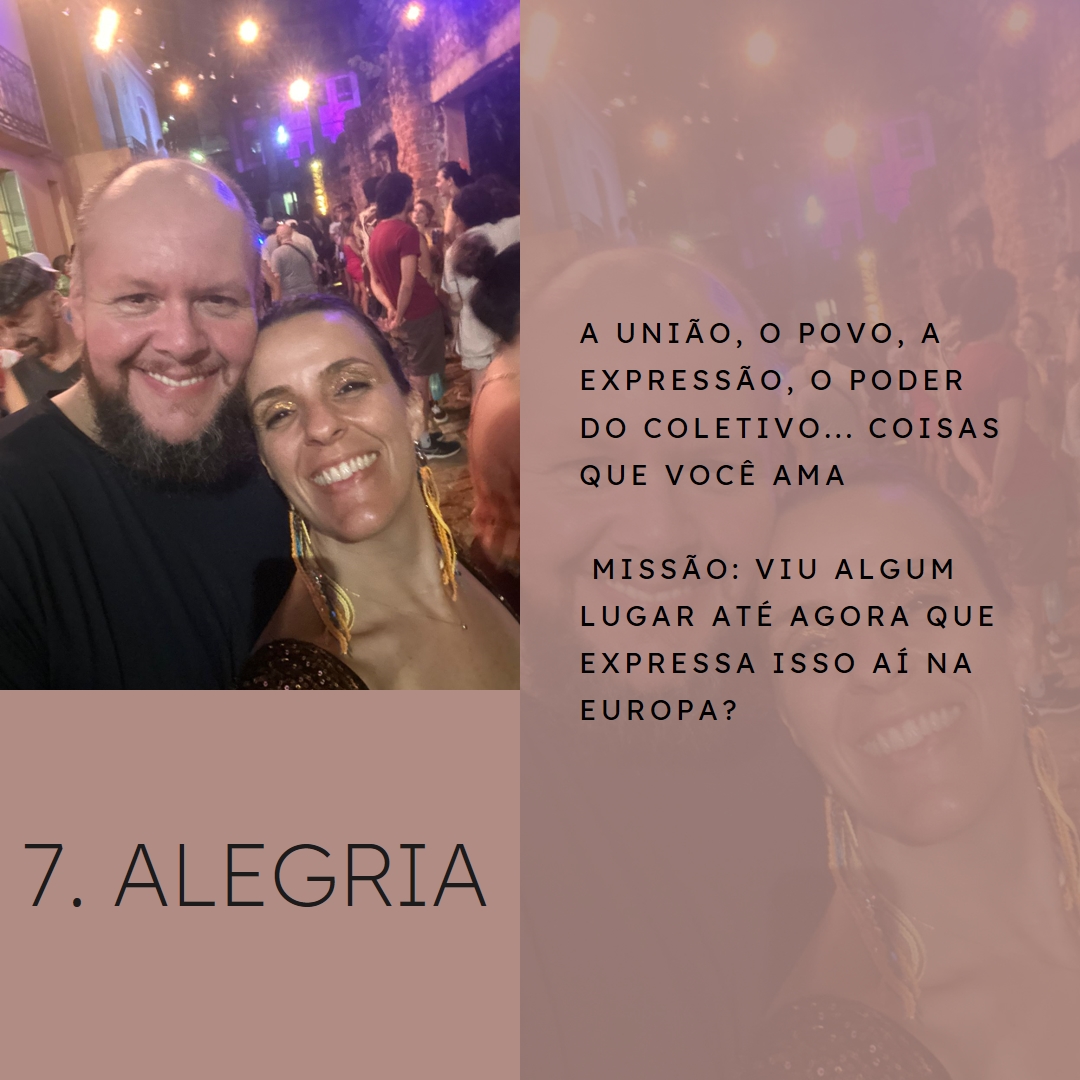 A UNIÃO, O POVO, A
EXPRESSÃO, O PODER
DO COLETIVO... COISAS
QUE VOCÊ AMA
MISSÃO: VIU ALGUM
LUGAR ATÉ AGORA QUE
EXPRESSA ISSO AÍ NA
EUROPA?
7. ALEGRIA